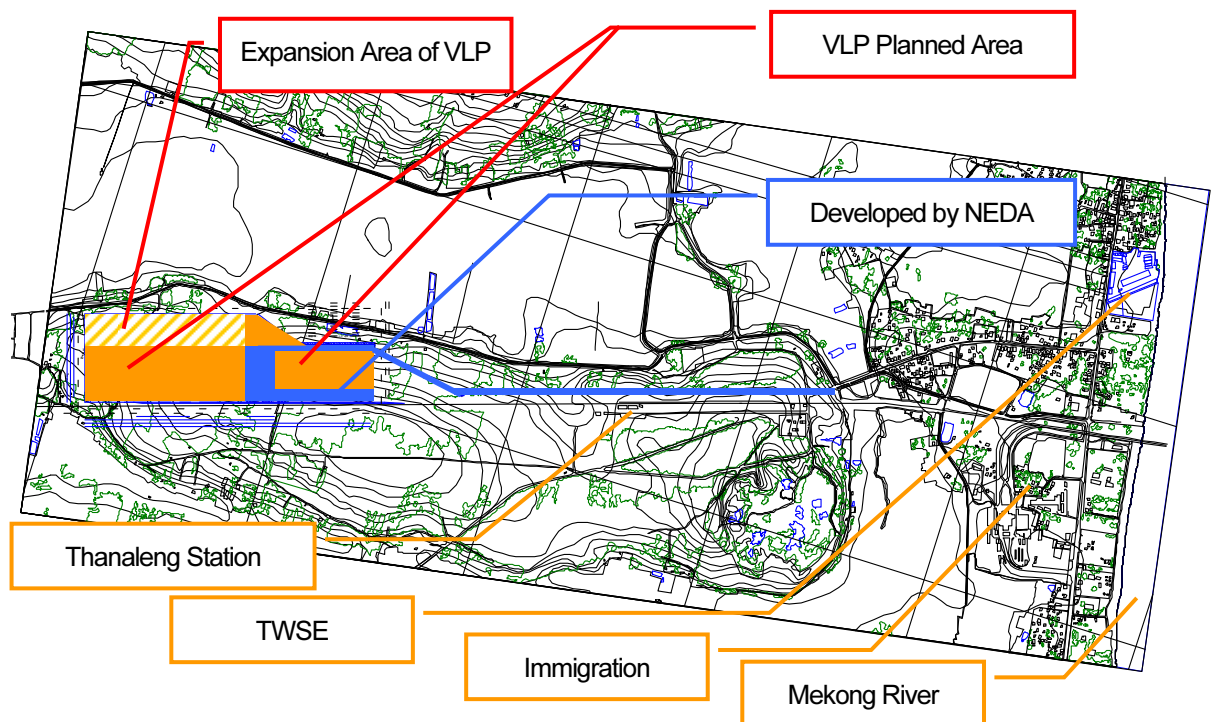 Expansion Area of VLP
VLP Planned Area
Developed by NEDA
Thanaleng Station
TWSE
Immigration
Mekong River